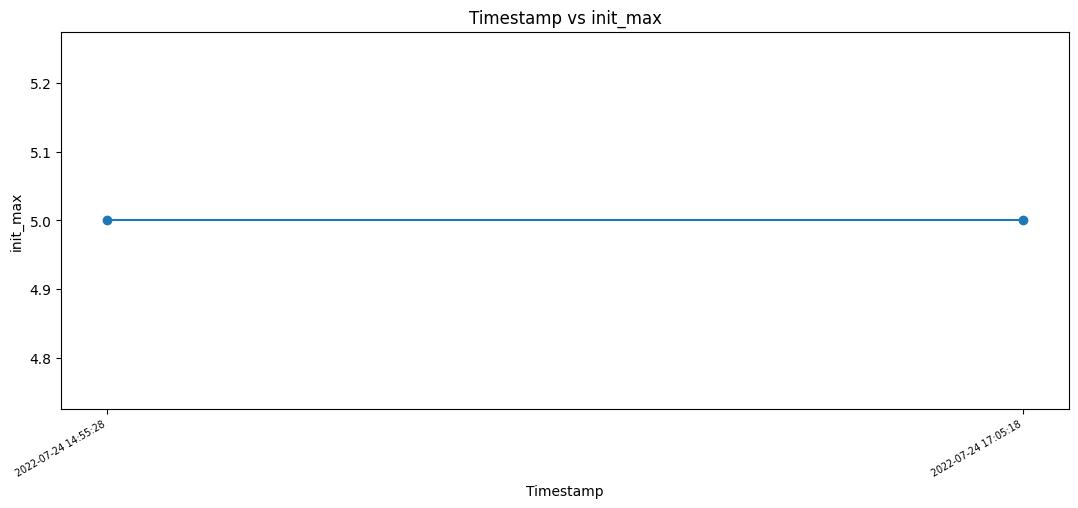 Timestamp vs init_max
5.2
5.1
5.0
4.9
4.8
init_max
2022-07-24 14:55:28
2022-07-24 17:05:18
Timestamp